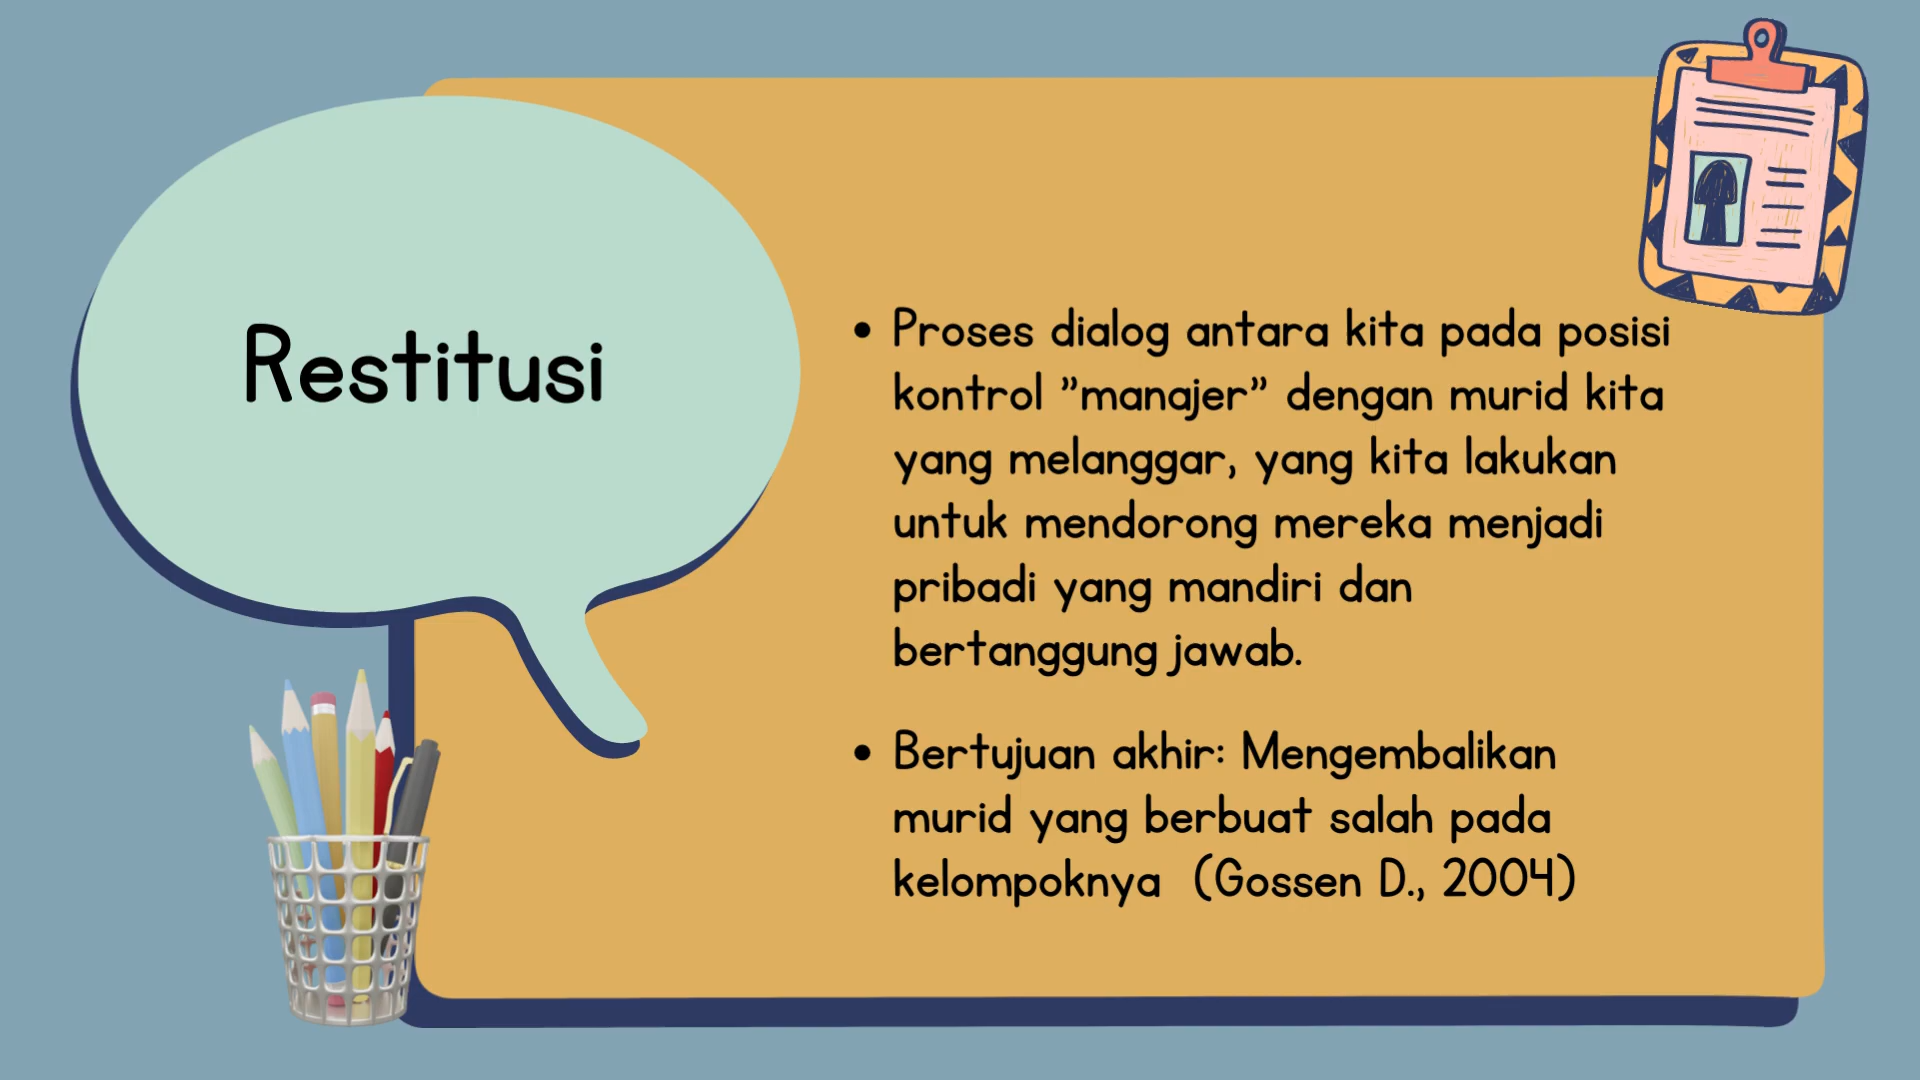 Restitusi
• Proses dialog antara kita pada posisi
kontrol ”manajer” dengan murid kita
yang melanggar, yang kita lakukan
untuk mendorong mereka menjadi
pribadi yang mandiri dan
bertanggung jawab.
• Bertujuan akhir: Mengembalikan
murid yang berbuat salah pada
kelompoknya (Gossen D., 2004)